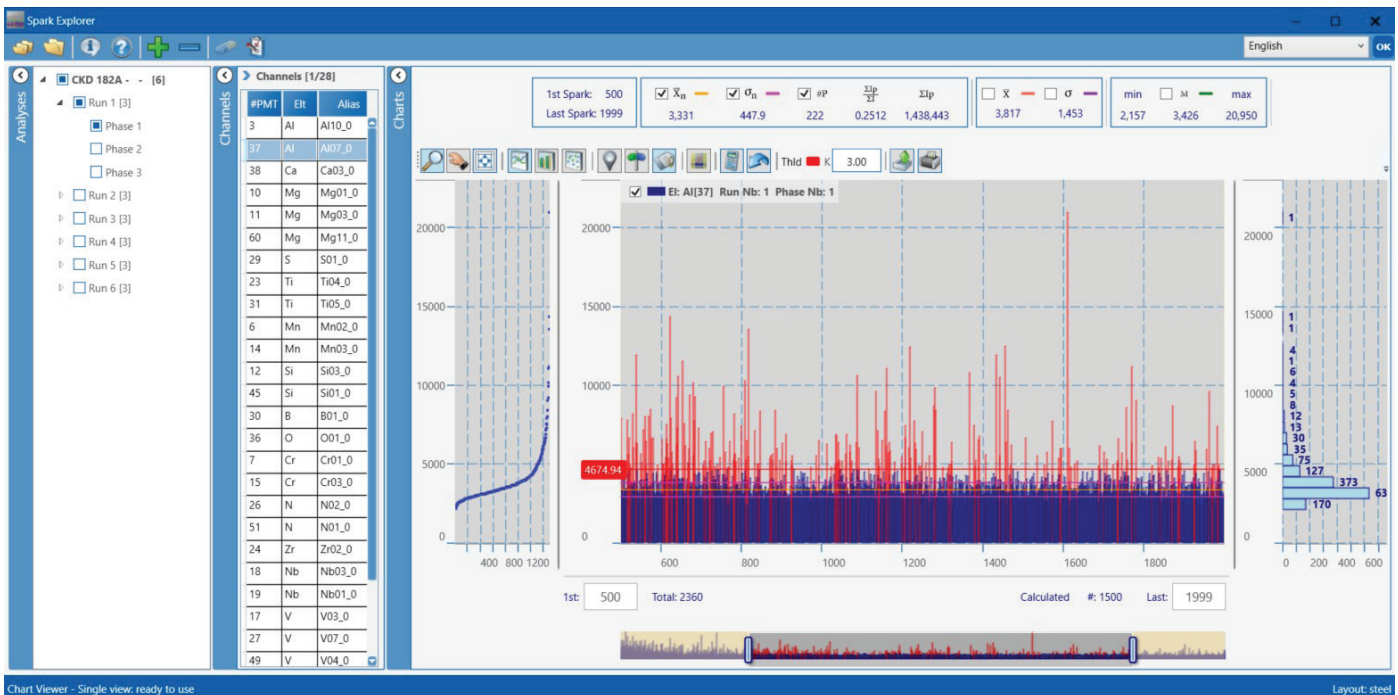 Spark Explorer
English
OK
Analyses
CKD 182A - - [6]
Run 1 [3]
Phase 1
Phase 2
Phase 3
Run 2 [3]
Run 3 [3]
Run 4 [3]
Run 5 [3]
Run 6 [3]
Channels
Channels [1/28]
#PMT Elt Alias
3 Al Al10_0
37 Al Al07_0
38 Ca Ca03_0
10 Mg Mg01_0
11 Mg Mg03_0
60 Mg Mg11_0
29 S S01_0
23 Ti Ti04_0
31 Ti Ti05_0
6 Mn Mn02_0
14 Mn Mn03_0
12 Si Si03_0
45 Si Si01_0
30 B B01_0
36 O O01_0
7 Cr Cr01_0
15 Cr Cr03_0
26 N N02_0
51 N N01_0
24 Zr Zr02_0
18 Nb Nb03_0
19 Nb Nb01_0
17 V V03_0
27 V V07_0
49 V V04_0
Charts
1st Spark: 500
Last Spark: 1999
X̅n σn #P ΣIp/ΣI ΣIp
3,331 447.9 222 0.2512 1,438,443
X̅ σ
3,817 1,453
min M max
2,157 3,426 20,950
Thld K 3.00
20000
15000
10000
5000
0
400 800 1200
El: Al[37] Run Nb: 1 Phase Nb: 1
20000
15000
10000
5000
4674.94
0
600 800 1000 1200 1400 1600 1800
20000
15000
10000
5000
0
1
1
1
4
1
6
4
5
8
12
13
30
35
75
127
373
63
170
0 200 400 600
1st: 500 Total: 2360 Calculated #: 1500 Last: 1999
Chart Viewer - Single view: ready to use
Layout: steel